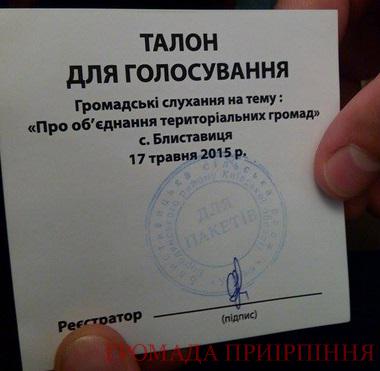 ТАЛОН
ДЛЯ ГОЛОСУВАННЯ
Громадські слухання на тему :
«Про об’єднання територіальних громад»
с. Блиставиця
17 травня 2015 р.
ДЛЯ
ПАКЕТІВ
Реєстратор
(підпис)
ГРОМАДА ПРИІРПІННЯ